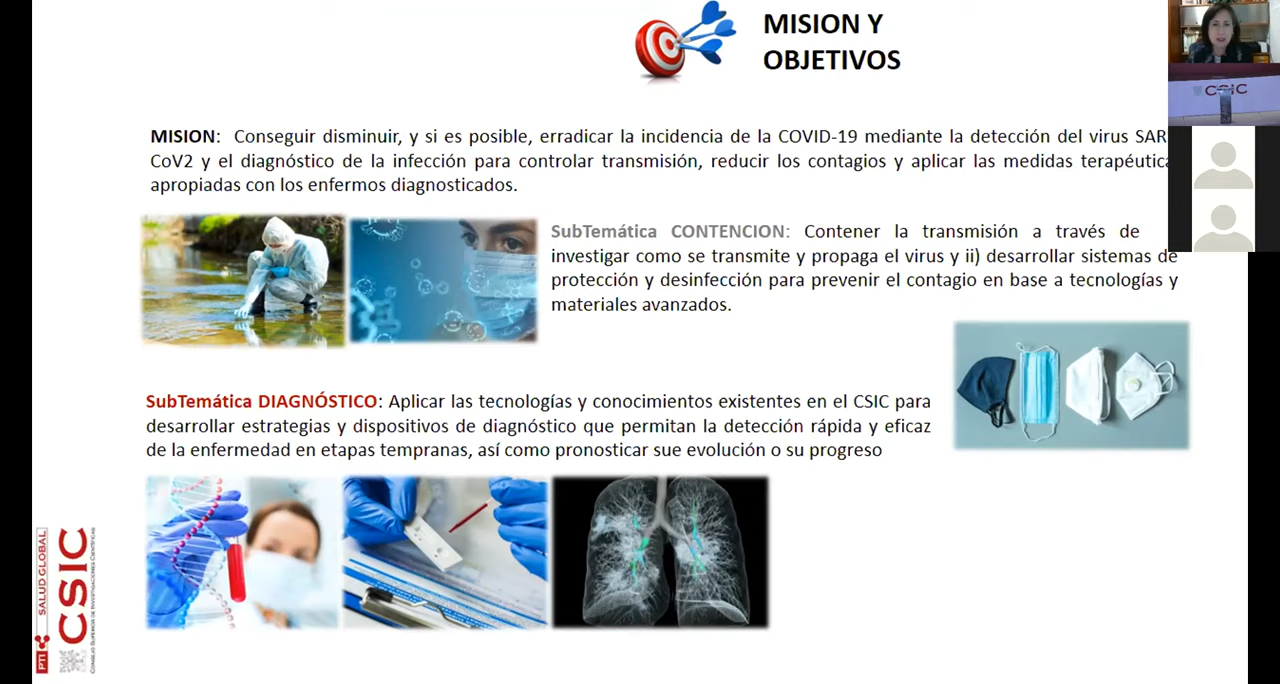 MISION Y
OBJETIVOS
MISION: Conseguir disminuir, y si es posible, erradicar la incidencia de la COVID-19 mediante la detección del virus SAR
CoV2 y el diagnóstico de la infección para controlar transmisión, reducir los contagios y aplicar las medidas terapéutica
apropiadas con los enfermos diagnosticados.
SubTemática CONTENCION: Contener la transmisión a través de
investigar como se transmite y propaga el virus y ii) desarrollar sistemas de
protección y desinfección para prevenir el contagio en base a tecnologías y
materiales avanzados.
SubTemática DIAGNÓSTICO: Aplicar las tecnologías y conocimientos existentes en el CSIC para
desarrollar estrategias y dispositivos de diagnóstico que permitan la detección rápida y eficaz
de la enfermedad en etapas tempranas, así como pronosticar sue evolución o su progreso
PTI SALUD GLOBAL
CSIC
CONSEJO SUPERIOR DE INVESTIGACIONES CIENTÍFICAS
CSIC